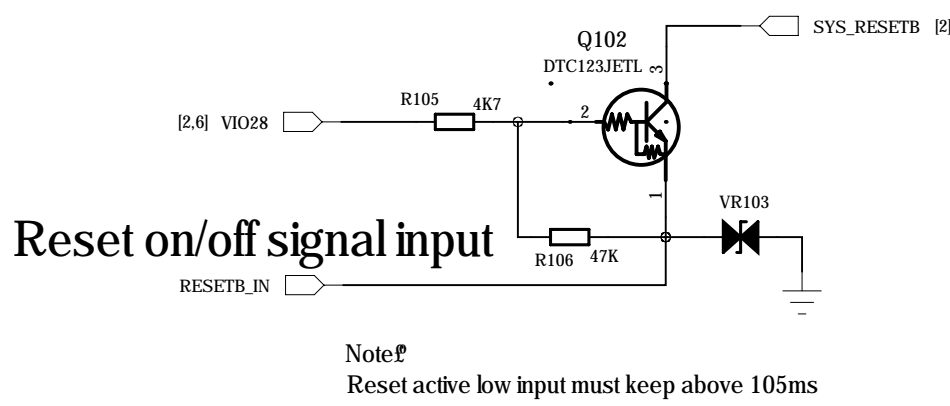 SYS_RESETB [2]
Q102
DTC123JETL
3
R105 4K7
2
[2,6] VIO28
1
VR103
Reset on/off signal input
R106 47K
RESETB_IN
Note
Reset active low input must keep above 105ms